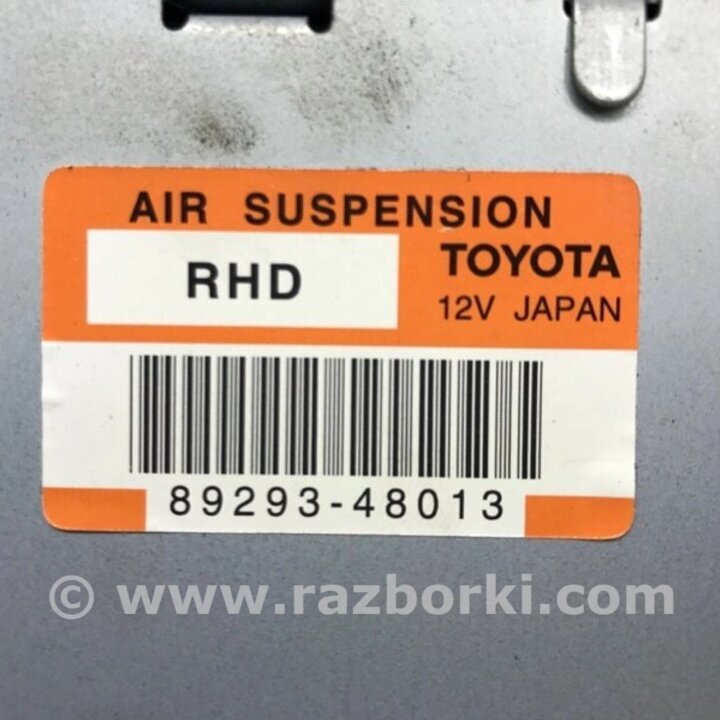 AIR SUSPENSION
RHD
TOYOTA
12V JAPAN
89293-48013
© www.razborki.com